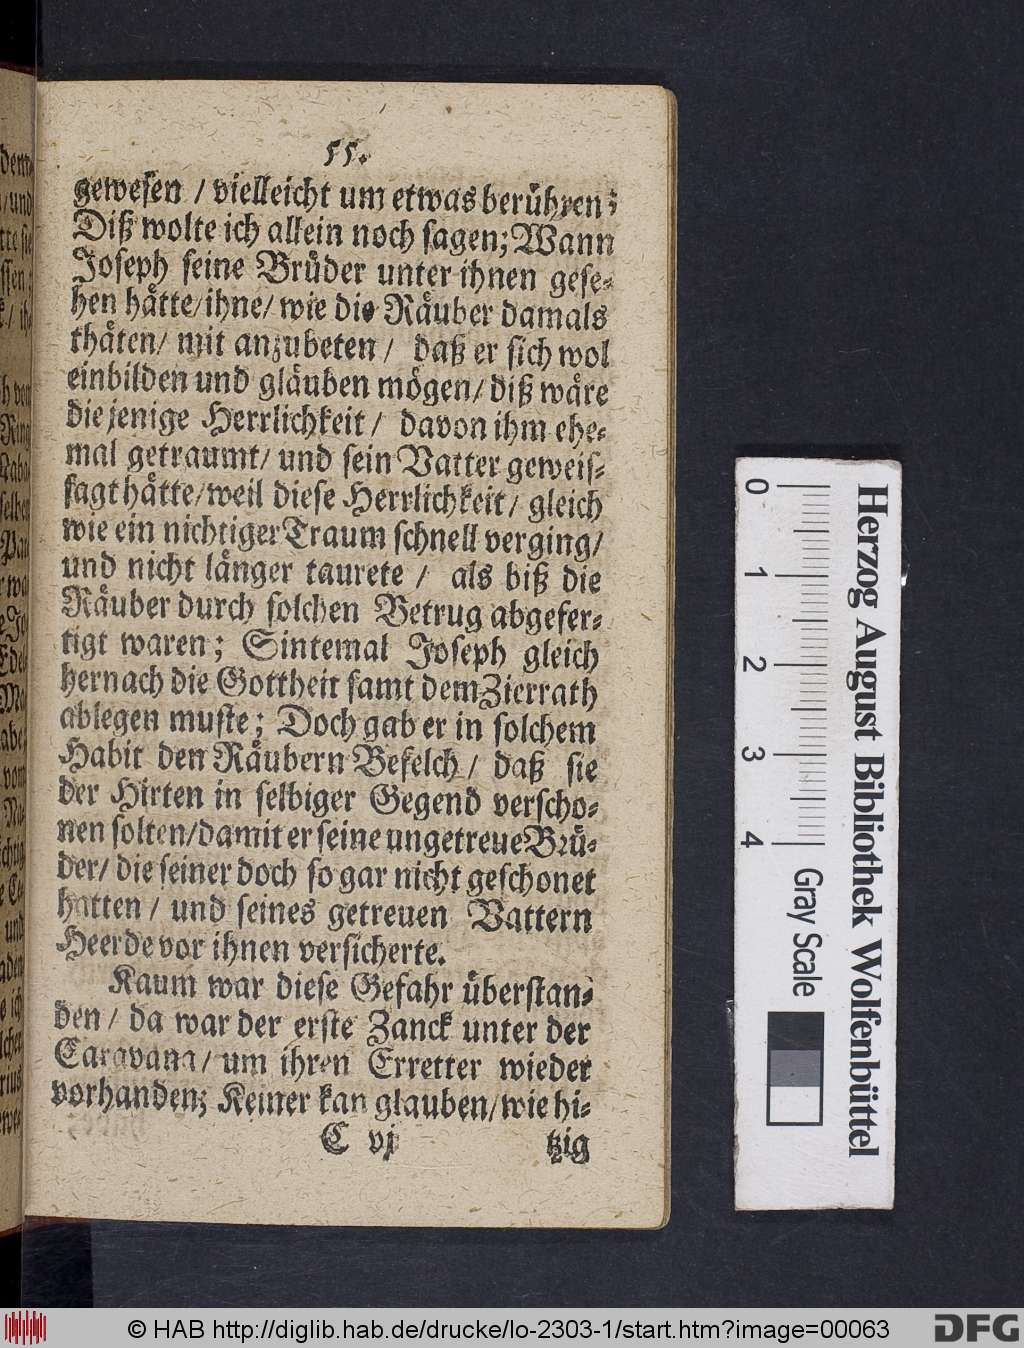 55.
gewesen / vielleicht um etwas berühren;
Diß wolte ich allein noch sagen; Wann
Joseph seine Brüder unter ihnen gese-
hen hätte/ ihne/ wie die Räuber damals
thäten/ mit anzubeten / daß er sich wol
einbilden und gläuben mögen/ diß wäre
die jenige Herrlichkeit / davon ihm ehe-
mal getraumt/ und sein Vatter geweis-
sagt hätte/ weil diese Herrlichkeit / gleich
wie ein nichtiger Traum schnell verging/
und nicht länger taurete / als biß die
Räuber durch solchen Betrug abgefer-
tigt waren; Sintemal Joseph gleich
hernach die Gottheit samt dem Zierrath
ablegen muste; Doch gab er in solchem
Habit den Räubern Befelch / daß sie
der Hirten in selbiger Gegend verscho-
nen solten/ damit er seine ungetreue Brü-
der/ die seiner doch so gar nicht geschonet
hatten / und seines getreuen Vattern
Heerde vor ihnen versicherte.
Kaum war diese Gefahr überstan-
den / da war der erste Zanck unter der
Caravana/ um ihren Erretter wieder
vorhanden; Keiner kan glauben/ wie hi-
C vj tzig
0 1 2 3 4
Gray Scale
Herzog August Bibliothek Wolfenbüttel
© HAB http://diglib.hab.de/drucke/lo-2303-1/start.htm?image=00063
DFG